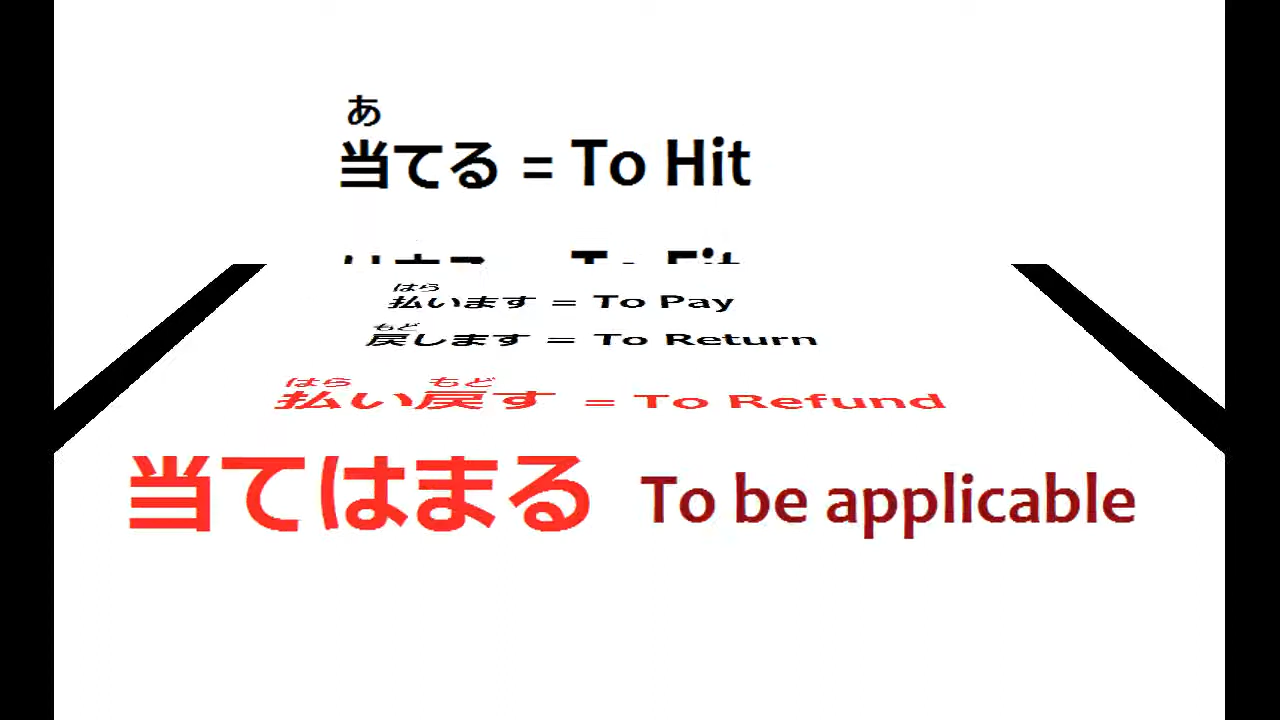 あ
当てる = To Hit
はら
払います = To Pay
もど
戻します = To Return
はら もど
払い戻す = To Refund
当てはまる To be applicable